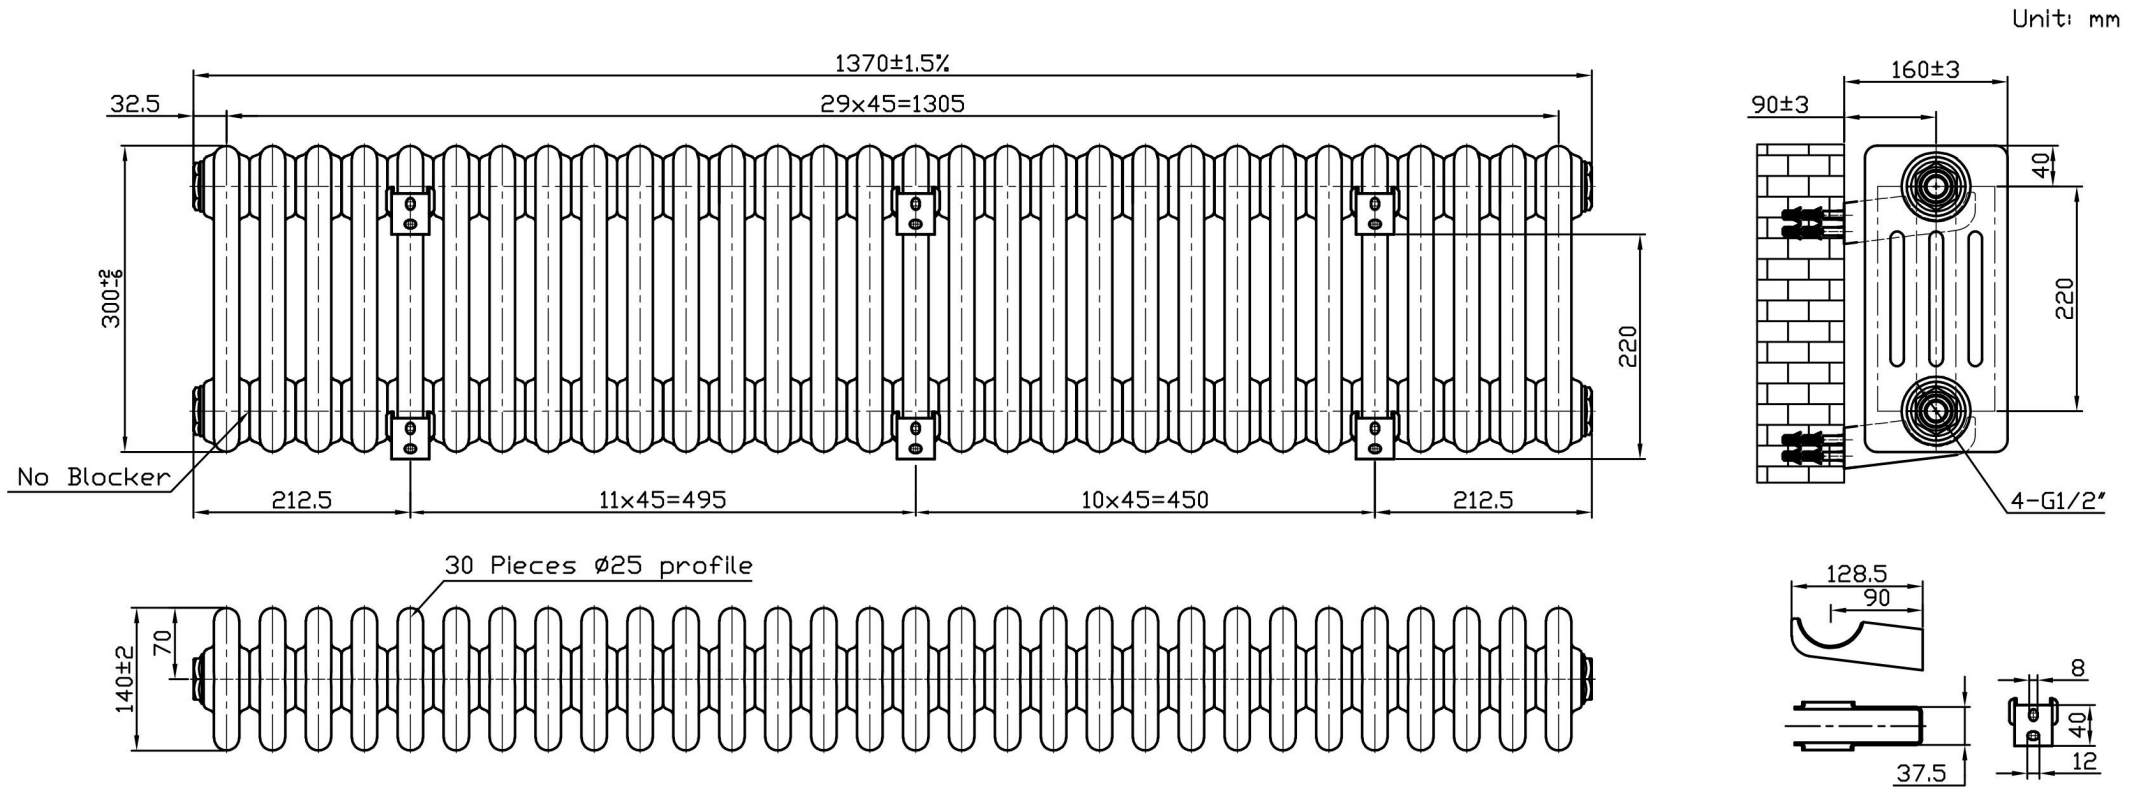 Unit: mm
1370±1.5%
160±3
32.5
29x45=1305
90±3
40
300±2/6
220
220
No Blocker
212.5
11x45=495
10x45=450
212.5
4-G1/2″
30 Pieces Ø25 profile
128.5
90
70
140±2
8
40
12
37.5